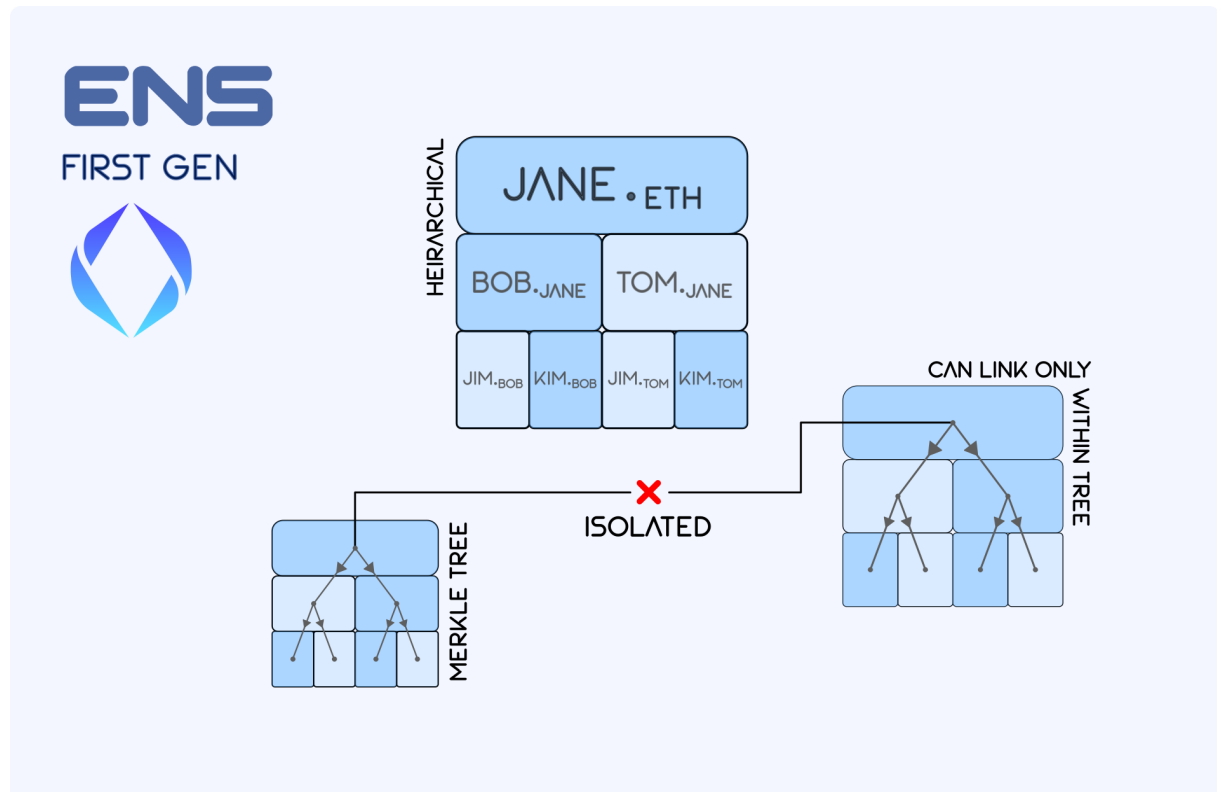 ENS
FIRST GEN
HEIRARCHICAL
JANE.ETH
BOB.JANE
TOM.JANE
JIM.BOB
KIM.BOB
JIM.TOM
KIM.TOM
CAN LINK ONLY
WITHIN TREE
ISOLATED
MERKLE TREE